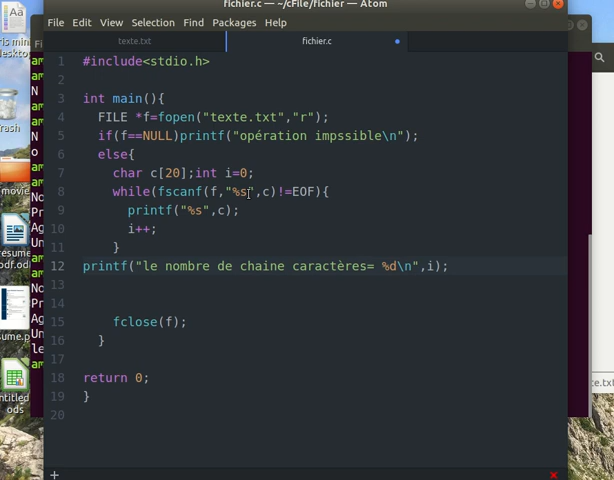 fichier.c — ~/cFile/fichier — Atom
File Edit View Selection Find Packages Help
texte.txt fichier.c
1 #include<stdio.h>
2
3 int main(){
4 FILE *f=fopen("texte.txt","r");
5 if(f==NULL)printf("opération impssible\n");
6 else{
7 char c[20];int i=0;
8 while(fscanf(f,"%s",c)!=EOF){
9 printf("%s",c);
10 i++;
11 }
12 printf("le nombre de chaine caractères= %d\n",i);
13
14
15 fclose(f);
16 }
17
18 return 0;
19 }
20